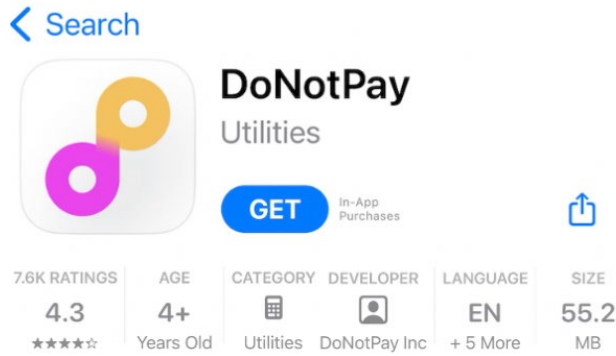 Search
DoNotPay
Utilities
GET
In-App
Purchases
7.6K RATINGS AGE CATEGORY DEVELOPER LANGUAGE SIZE
4.3 4+ EN 55.2
Years Old Utilities DoNotPay Inc + 5 More MB